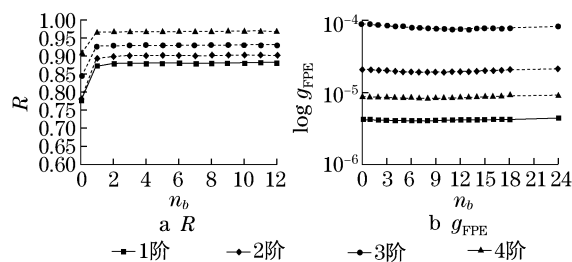 1.00
0.95
0.90
0.85
0.80
0.75
0.70
0.65
0.60
R
0 2 4 6 8 10 12
n_b
a R
10⁻⁴
10⁻⁵
10⁻⁶
log g_FPE
0 3 6 9 12 15 18 21 24
n_b
b g_FPE
1阶 2阶 3阶 4阶